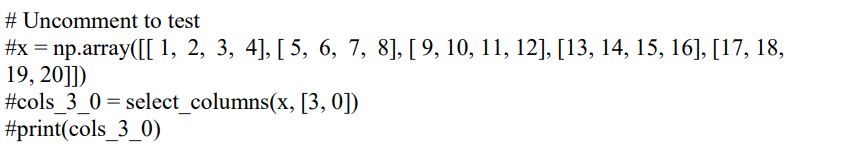 # Uncomment to test
#x = np.array([[ 1, 2, 3, 4], [ 5, 6, 7, 8], [ 9, 10, 11, 12], [13, 14, 15, 16], [17, 18,
19, 20]])
#cols_3_0 = select_columns(x, [3, 0])
#print(cols_3_0)